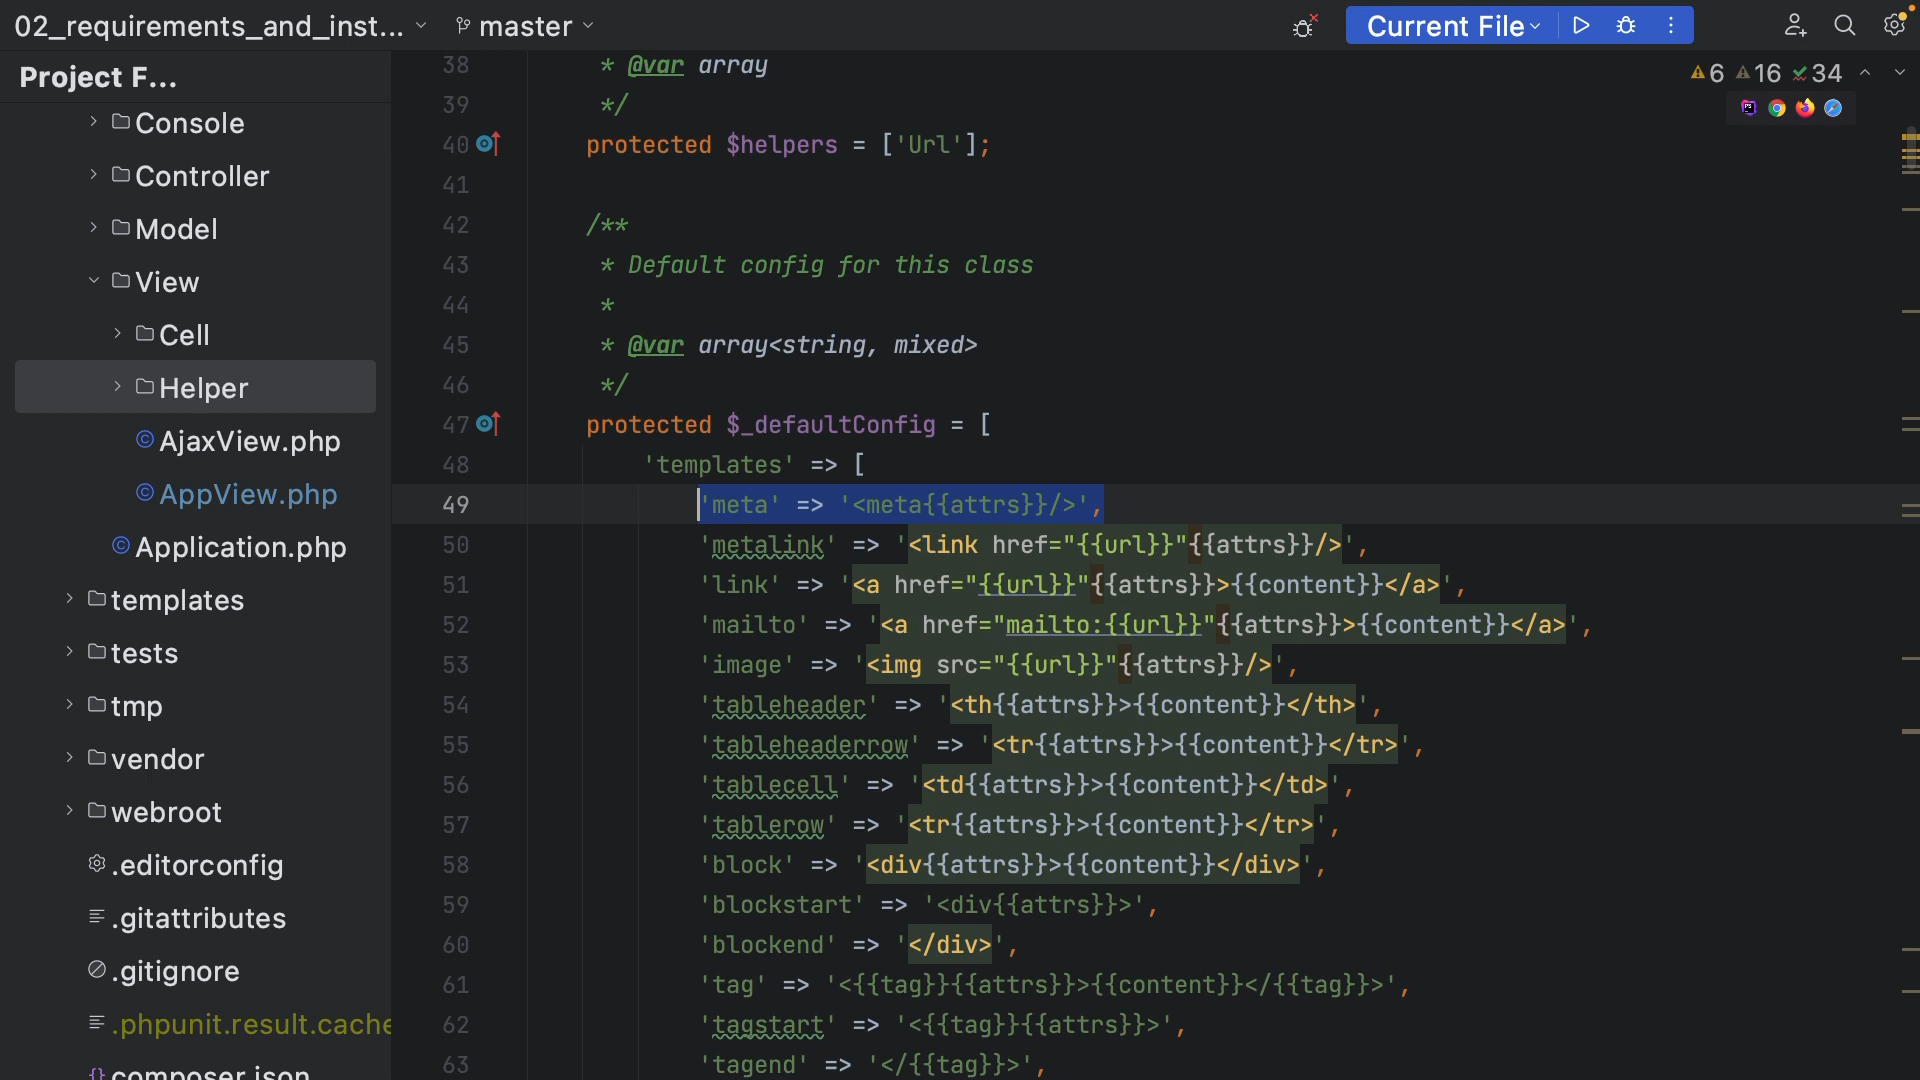 02_requirements_and_inst...
master
Current File
Project F...
Console
Controller
Model
View
Cell
Helper
AjaxView.php
AppView.php
Application.php
templates
tests
tmp
vendor
webroot
.editorconfig
.gitattributes
.gitignore
.phpunit.result.cache
composer.json
6 16 34
38 * @var array
39 */
40 protected $helpers = ['Url'];
41
42 /**
43 * Default config for this class
44 *
45 * @var array<string, mixed>
46 */
47 protected $_defaultConfig = [
48 'templates' => [
49 'meta' => '<meta{{attrs}}/>',
50 'metalink' => '<link href="{{url}}"{{attrs}}/>',
51 'link' => '<a href="{{url}}"{{attrs}}>{{content}}</a>',
52 'mailto' => '<a href="mailto:{{url}}"{{attrs}}>{{content}}</a>',
53 'image' => '<img src="{{url}}"{{attrs}}/>',
54 'tableheader' => '<th{{attrs}}>{{content}}</th>',
55 'tableheaderrow' => '<tr{{attrs}}>{{content}}</tr>',
56 'tablecell' => '<td{{attrs}}>{{content}}</td>',
57 'tablerow' => '<tr{{attrs}}>{{content}}</tr>',
58 'block' => '<div{{attrs}}>{{content}}</div>',
59 'blockstart' => '<div{{attrs}}>',
60 'blockend' => '</div>',
61 'tag' => '<{{tag}}{{attrs}}>{{content}}</{{tag}}>',
62 'tagstart' => '<{{tag}}{{attrs}}>',
63 'tagend' => '</{{tag}}>',